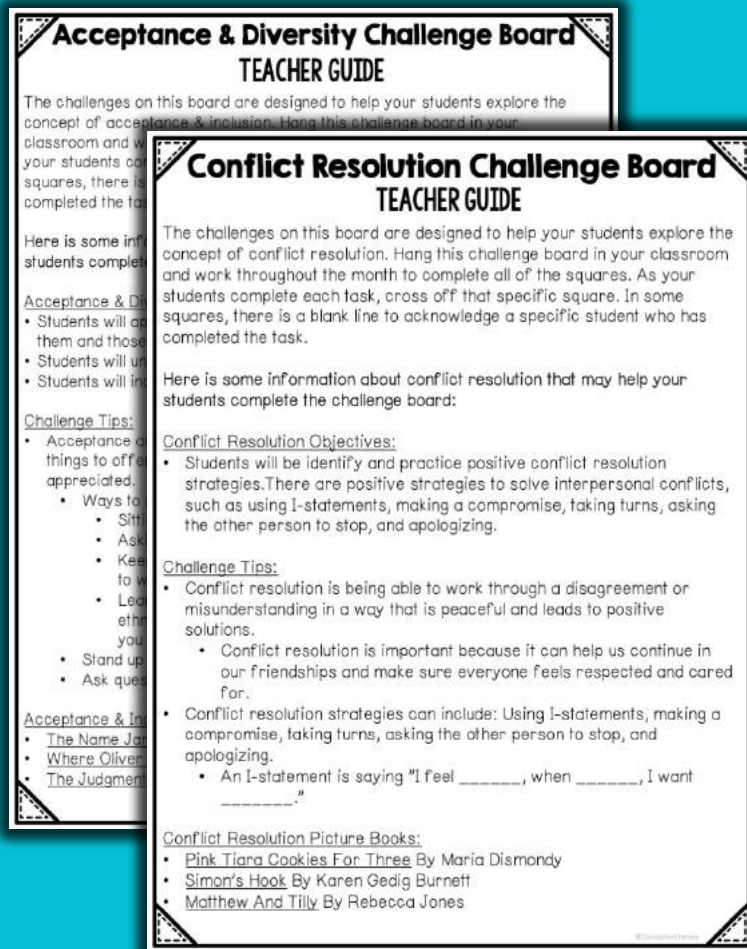 Acceptance & Diversity Challenge Board
TEACHER GUIDE
The challenges on this board are designed to help your students explore the
concept of acceptance & inclusion. Hang this challenge board in your
classroom and
your students
squares, there is
completed the
Here is some
students
Acceptance &
• Students will
them and those
• Students will
• Students will
Challenge Tips:
• Acceptance
things to
appreciated.
• Ways to
•
•
•
to
•
you
• Stand up
• Ask
Acceptance &
• The Name
• Where Oliver
• The Judgment
Conflict Resolution Challenge Board
TEACHER GUIDE
The challenges on this board are designed to help your students explore the
concept of conflict resolution. Hang this challenge board in your classroom
and work throughout the month to complete all of the squares. As your
students complete each task, cross off that specific square. In some
squares, there is a blank line to acknowledge a specific student who has
completed the task.
Here is some information about conflict resolution that may help your
students complete the challenge board:
Conflict Resolution Objectives:
• Students will be identify and practice positive conflict resolution
strategies.There are positive strategies to solve interpersonal conflicts,
such as using I-statements, making a compromise, taking turns, asking
the other person to stop, and apologizing.
Challenge Tips:
• Conflict resolution is being able to work through a disagreement or
misunderstanding in a way that is peaceful and leads to positive
solutions.
• Conflict resolution is important because it can help us continue in
our friendships and make sure everyone feels respected and cared
for.
• Conflict resolution strategies can include: Using I-statements, making a
compromise, taking turns, asking the other person to stop, and
apologizing.
• An I-statement is saying "I feel ______, when ______, I want
_______."
Conflict Resolution Picture Books:
• Pink Tiara Cookies For Three By Maria Dismondy
• Simon's Hook By Karen Gedig Burnett
• Matthew And Tilly By Rebecca Jones